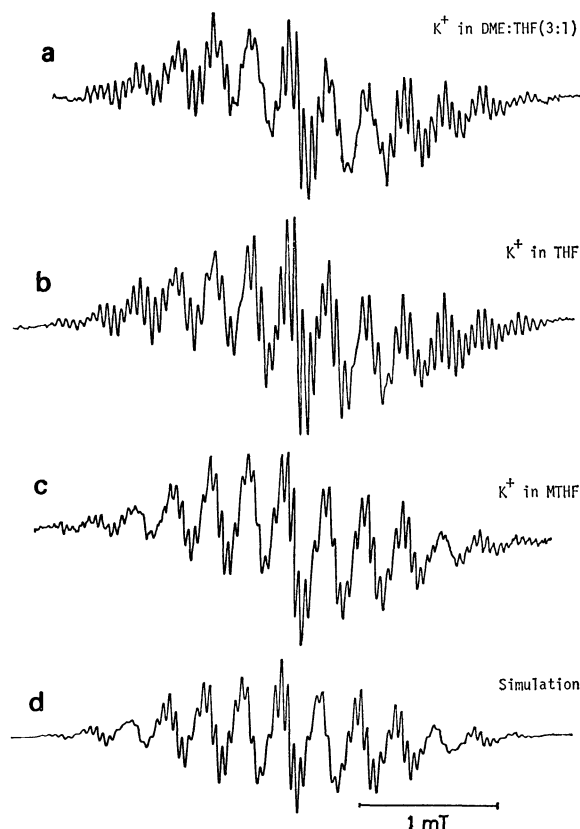 K+ in DME:THF(3:1)
a
K+ in THF
b
K+ in MTHF
c
Simulation
d
1 mT